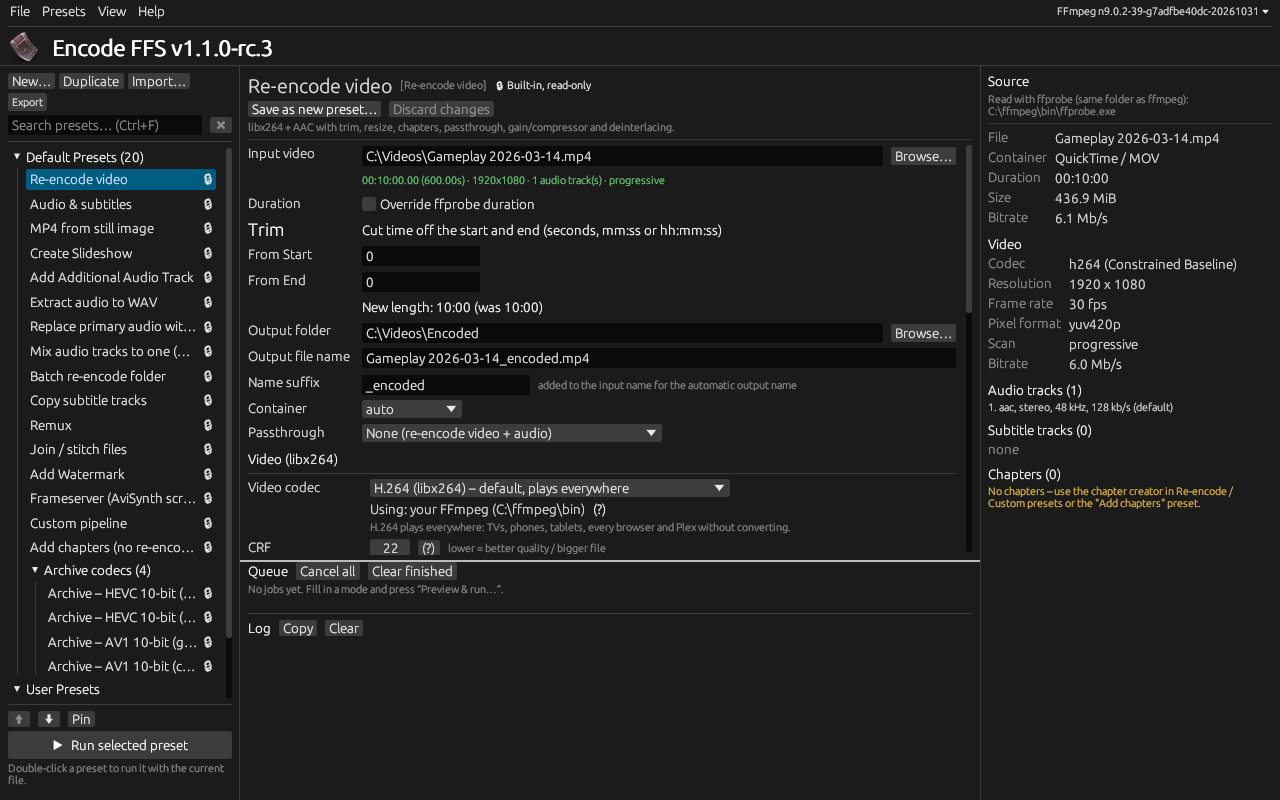 File Presets View Help
FFmpeg n9.0.2-39-g7adfbe40dc-20261031
Encode FFS v1.1.0-rc.3
New... Duplicate Import...
Export
Search presets... (Ctrl+F)
Default Presets (20)
Re-encode video
Audio & subtitles
MP4 from still image
Create Slideshow
Add Additional Audio Track
Extract audio to WAV
Replace primary audio wit...
Mix audio tracks to one (...
Batch re-encode folder
Copy subtitle tracks
Remux
Join / stitch files
Add Watermark
Frameserver (AviSynth scr...
Custom pipeline
Add chapters (no re-enco...
Archive codecs (4)
Archive – HEVC 10-bit (...
Archive – HEVC 10-bit (...
Archive – AV1 10-bit (g...
Archive – AV1 10-bit (c...
User Presets
Pin
Run selected preset
Double-click a preset to run it with the current
file.
Re-encode video [Re-encode video] Built-in, read-only
Save as new preset... Discard changes
libx264 + AAC with trim, resize, chapters, passthrough, gain/compressor and deinterlacing.
Input video C:\Videos\Gameplay 2026-03-14.mp4 Browse...
00:10:00.00 (600.00s) · 1920x1080 · 1 audio track(s) · progressive
Duration Override ffprobe duration
Trim Cut time off the start and end (seconds, mm:ss or hh:mm:ss)
From Start 0
From End 0
New length: 10:00 (was 10:00)
Output folder C:\Videos\Encoded Browse...
Output file name Gameplay 2026-03-14_encoded.mp4
Name suffix _encoded added to the input name for the automatic output name
Container auto
Passthrough None (re-encode video + audio)
Video (libx264)
Video codec H.264 (libx264) – default, plays everywhere
Using: your FFmpeg (C:\ffmpeg\bin) (?)
H.264 plays everywhere: TVs, phones, tablets, every browser and Plex without converting.
CRF 22 (?) lower = better quality / bigger file
Queue Cancel all Clear finished
No jobs yet. Fill in a mode and press "Preview & run...".
Log Copy Clear
Source
Read with ffprobe (same folder as ffmpeg):
C:\ffmpeg\bin\ffprobe.exe
File Gameplay 2026-03-14.mp4
Container QuickTime / MOV
Duration 00:10:00
Size 436.9 MiB
Bitrate 6.1 Mb/s
Video
Codec h264 (Constrained Baseline)
Resolution 1920 x 1080
Frame rate 30 fps
Pixel format yuv420p
Scan progressive
Bitrate 6.0 Mb/s
Audio tracks (1)
1. aac, stereo, 48 kHz, 128 kb/s (default)
Subtitle tracks (0)
none
Chapters (0)
No chapters – use the chapter creator in Re-encode /
Custom presets or the "Add chapters" preset.